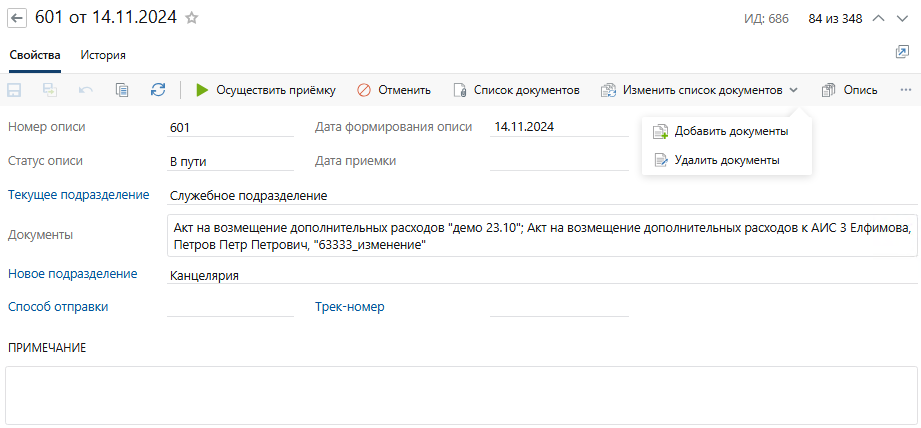 601 от 14.11.2024
ИД: 686
84 из 348
Свойства
История
Осуществить приёмку
Отменить
Список документов
Изменить список документов
Опись
Добавить документы
Удалить документы
Номер описи
601
Дата формирования описи
14.11.2024
Статус описи
В пути
Дата приемки
Текущее подразделение
Служебное подразделение
Документы
Акт на возмещение дополнительных расходов "демо 23.10"; Акт на возмещение дополнительных расходов к АИС 3 Елфимова,
Петров Петр Петрович, "63333_изменение"
Новое подразделение
Канцелярия
Способ отправки
Трек-номер
ПРИМЕЧАНИЕ